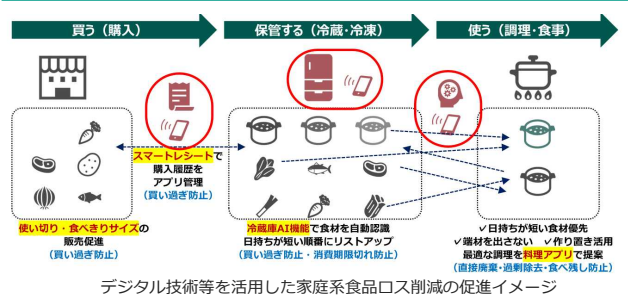 買う（購入）
保管する（冷蔵・冷凍）
使う（調理・食事）
スマートレシートで
購入履歴を
アプリ管理
（買い過ぎ防止）
使い切り・食べきりサイズの
販売促進
（買い過ぎ防止）
冷蔵庫AI機能で食材を自動認識
日持ちが短い順番にリストアップ
（買い過ぎ防止・消費期限切れ防止）
✓日持ちが短い食材優先
✓端材を出さない ✓作り置き活用
最適な調理を料理アプリで提案
（直接廃棄・過剰除去・食べ残し防止）
デジタル技術等を活用した家庭系食品ロス削減の促進イメージ